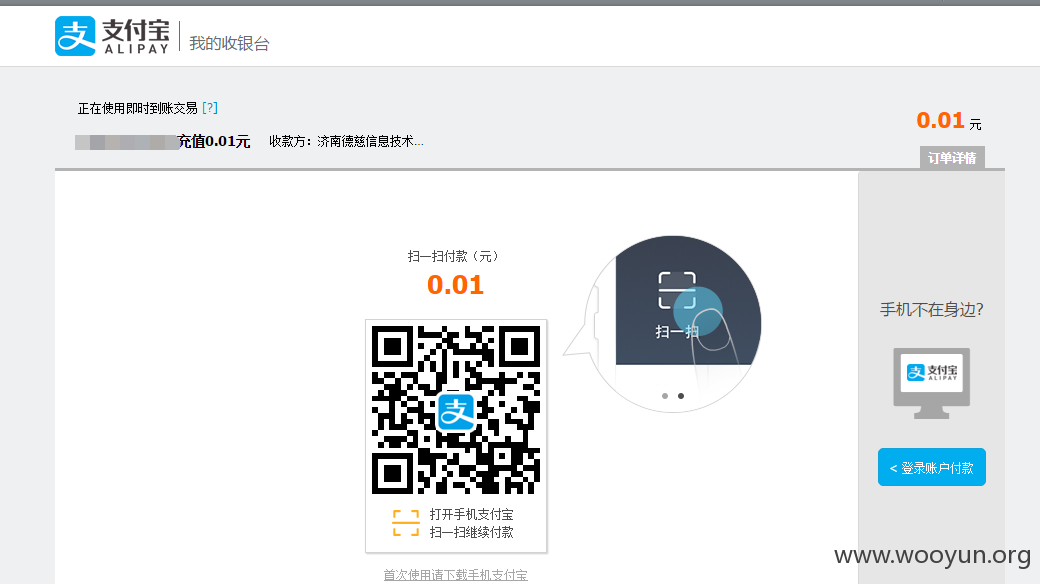 支付宝
ALIPAY
我的收银台
正在使用即时到账交易 [?]
充值0.01元 收款方：济南德慈信息技术...
0.01 元
订单详情
扫一扫付款（元）
0.01
扫一扫
打开手机支付宝
扫一扫继续付款
首次使用请下载手机支付宝
手机不在身边?
支付宝
ALIPAY
< 登录账户付款
www.wooyun.org